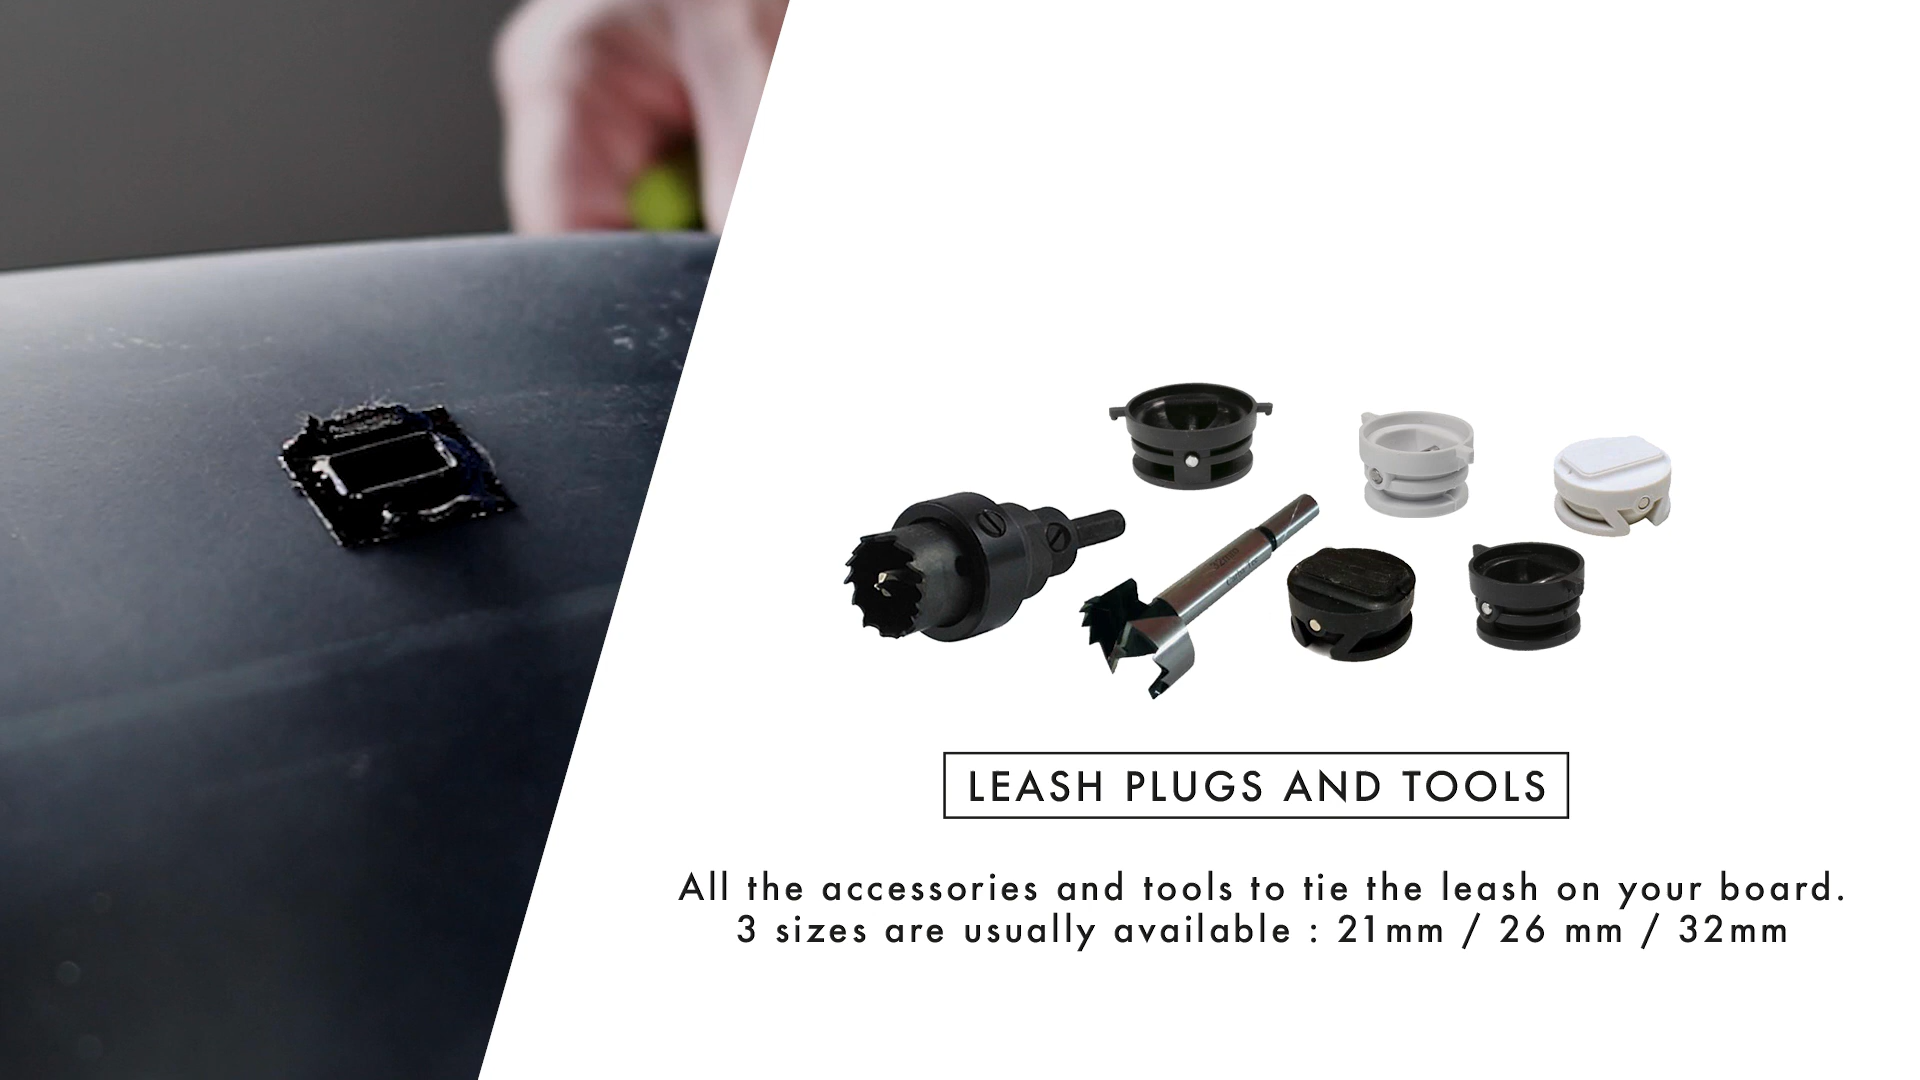 32mm
LEASH PLUGS AND TOOLS
All the accessories and tools to tie the leash on your board.
3 sizes are usually available : 21mm / 26 mm / 32mm